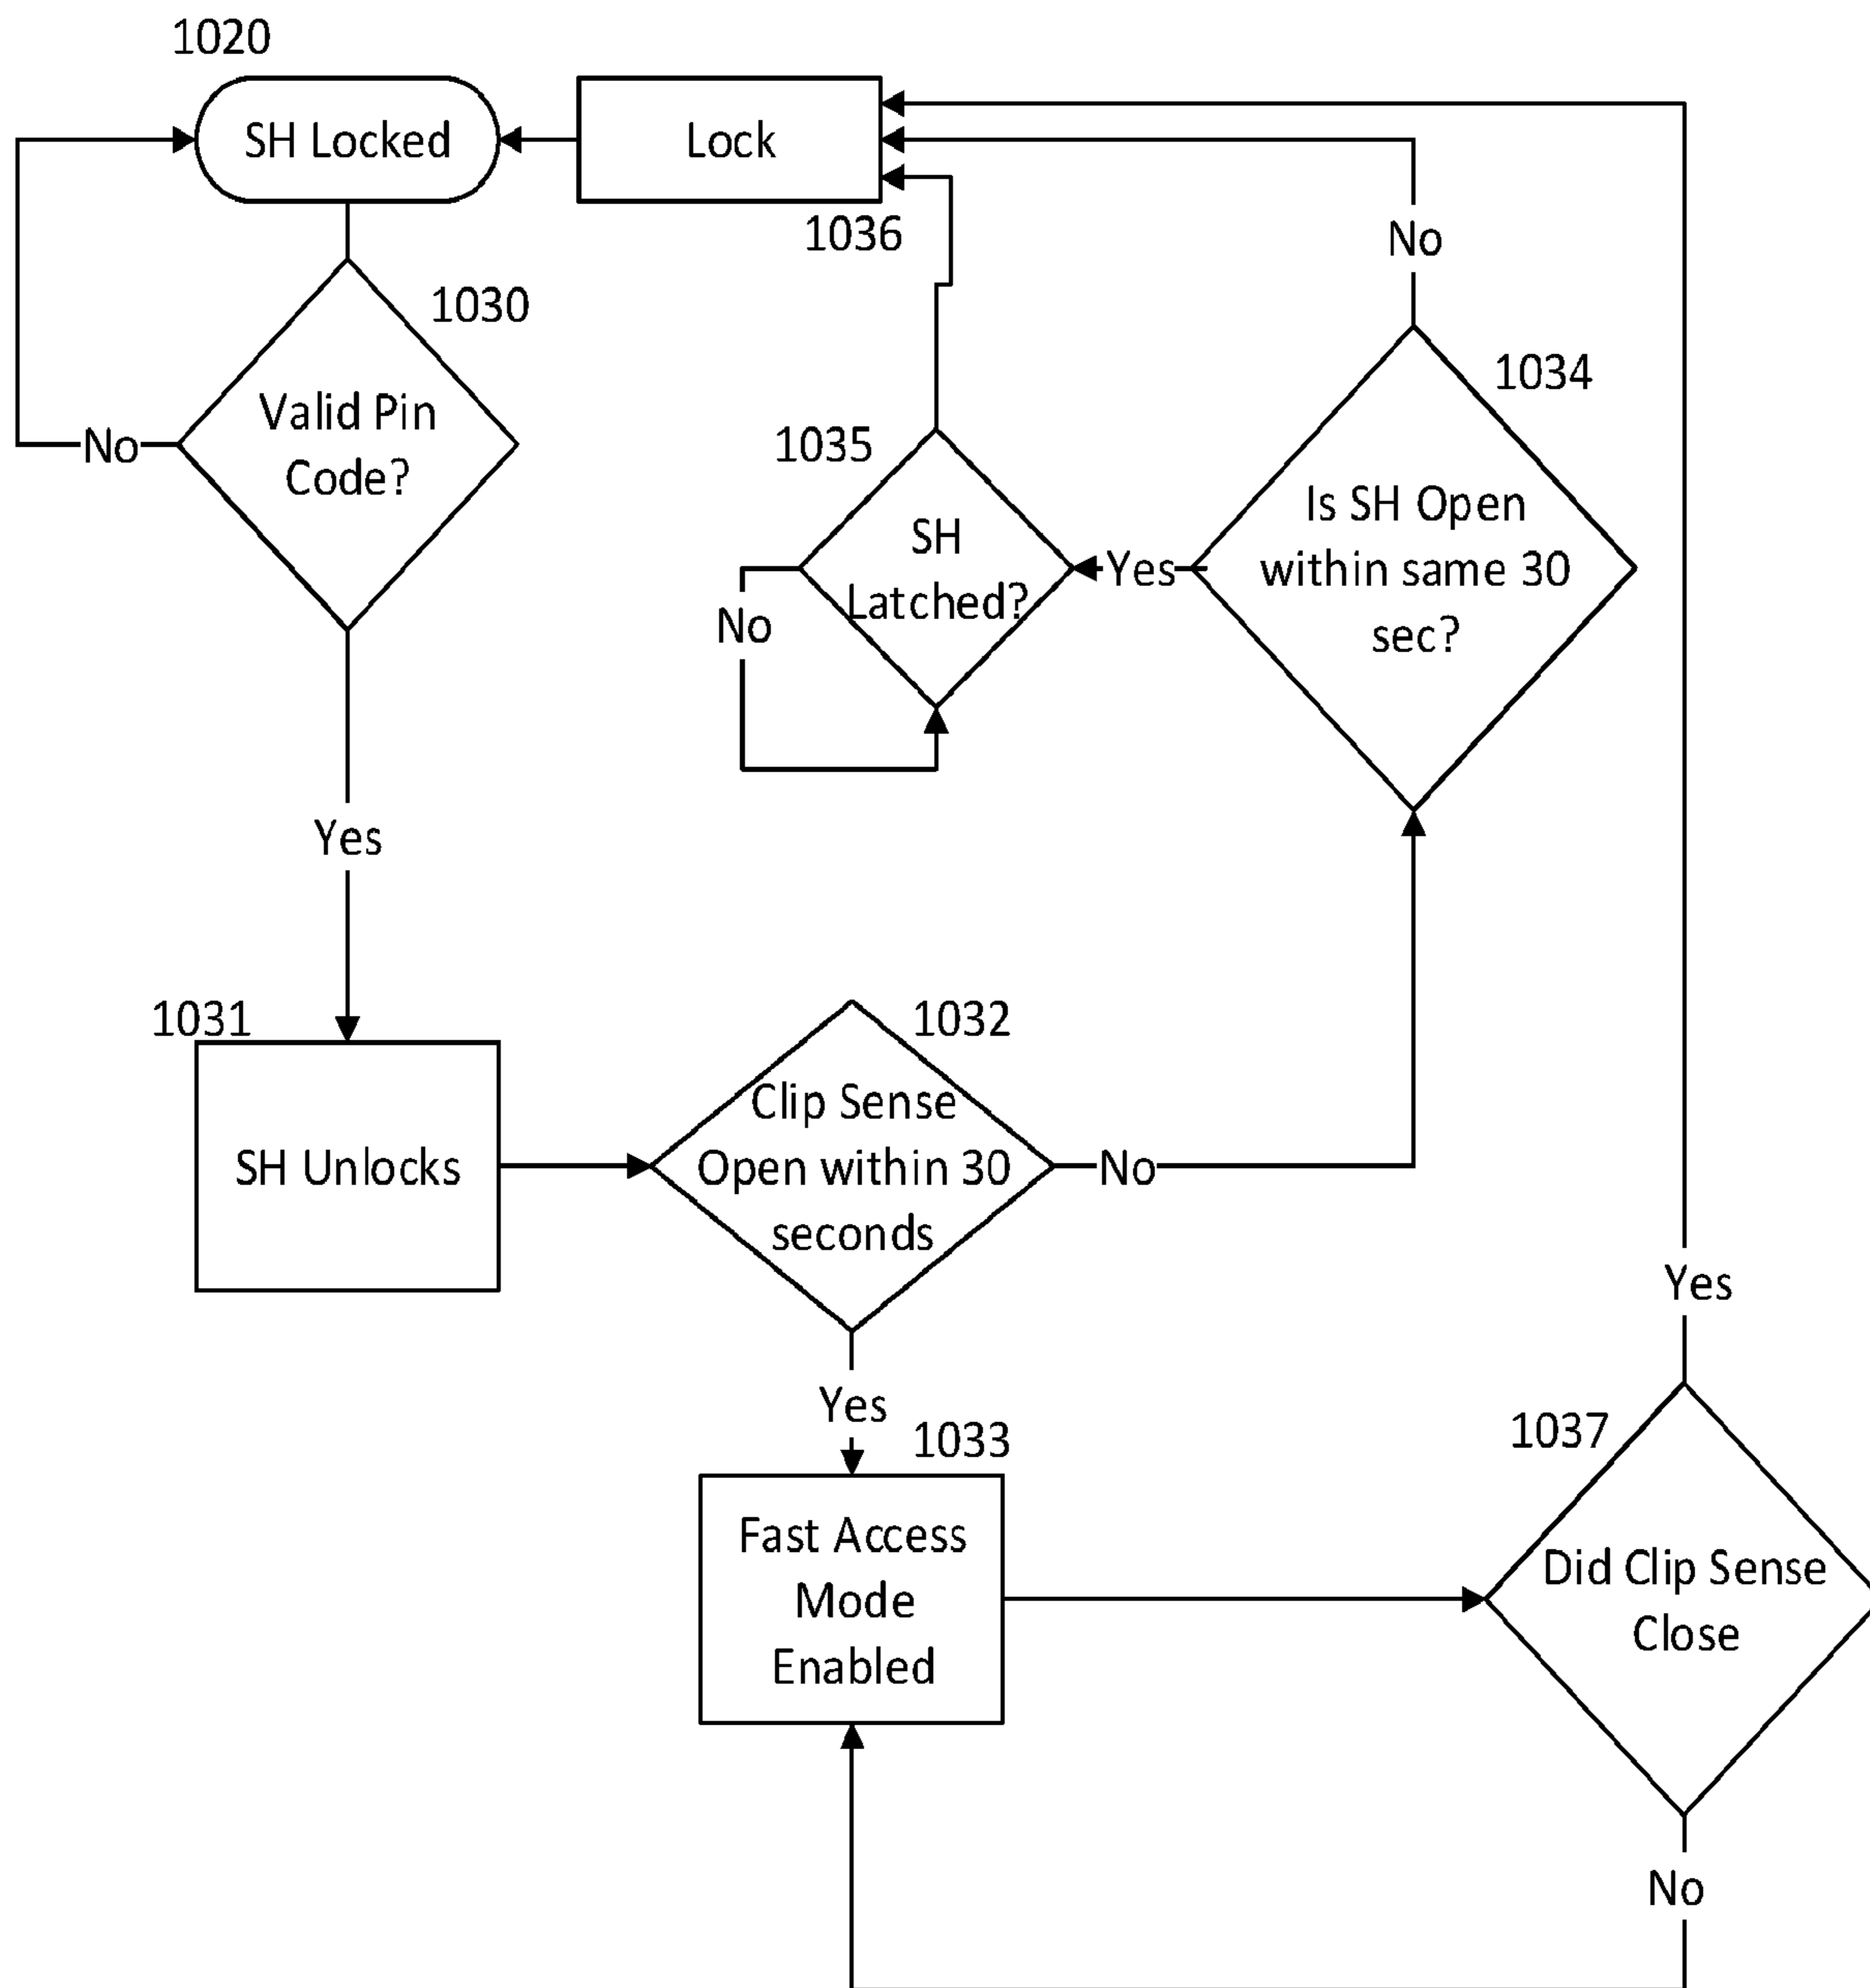 1020
SH Locked
Lock
1036
No
1030
Valid Pin
Code?
No
1034
Is SH Open
within same 30
sec?
1035
SH
Latched?
Yes
No
Yes
1031
SH Unlocks
1032
Clip Sense
Open within 30
seconds
No
Yes
Yes
1033
Fast Access
Mode
Enabled
1037
Did Clip Sense
Close
No